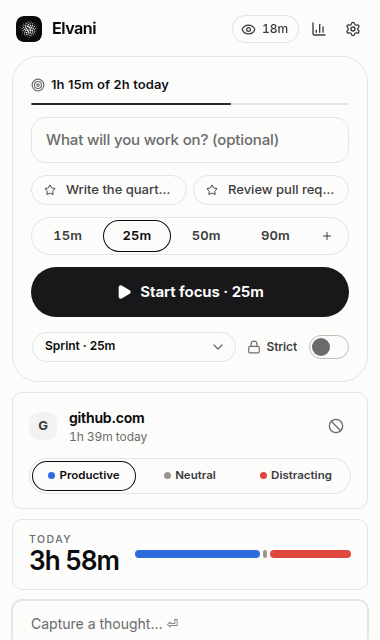 Elvani
18m
1h 15m of 2h today
What will you work on? (optional)
Write the quart...
Review pull req...
15m
25m
50m
90m
+
Start focus · 25m
Sprint · 25m
Strict
G
github.com
1h 39m today
Productive
Neutral
Distracting
TODAY
3h 58m
Capture a thought... ⏎